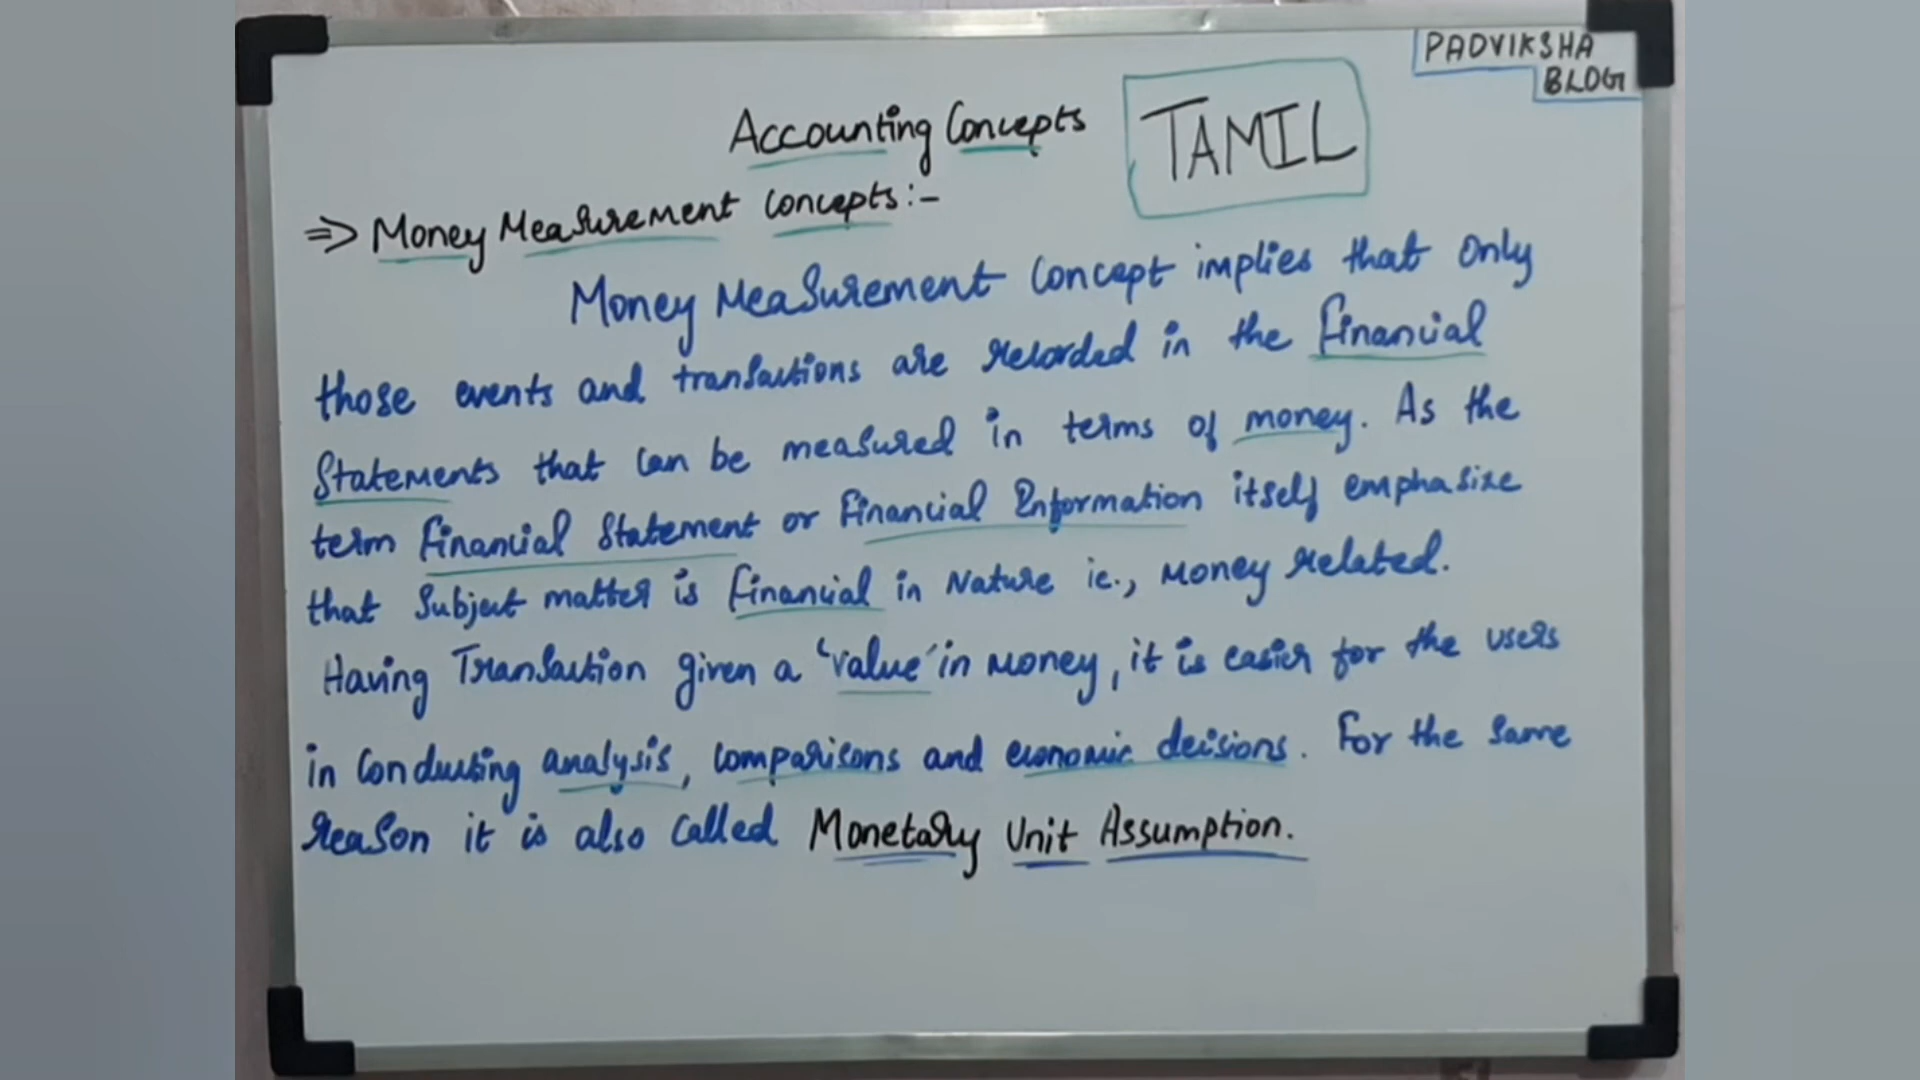 PADVIKSHA
BLOG
Accounting Concepts
TAMIL
⇒ Money Measurement Concepts:-
Money Measurement Concept implies that only
those events and transactions are recorded in the financial
Statements that can be measured in terms of money. As the
term financial Statement or financial Information itself emphasize
that Subject matter is financial in Nature ie., Money related.
Having Transaction given a 'value' in money, it is easier for the users
in Conducting analysis, comparisons and economic decisions. For the same
reason it is also called Monetary Unit Assumption.